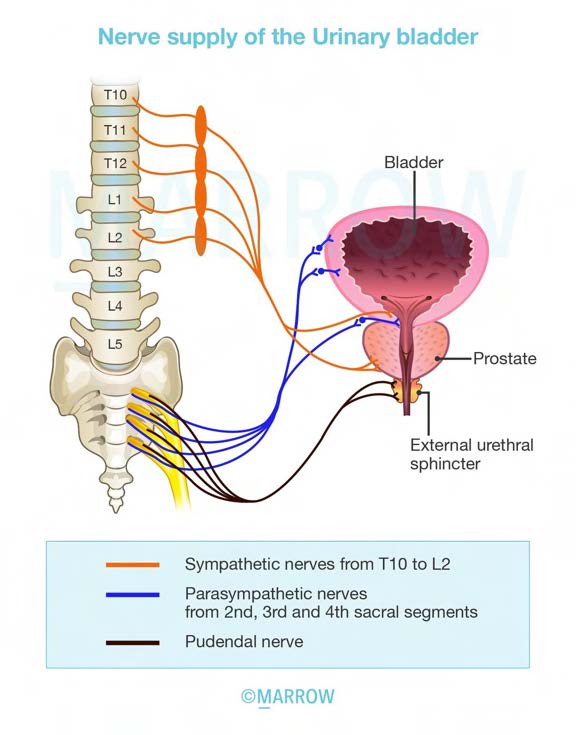 Nerve supply of the Urinary bladder
T10
T11
T12
L1
L2
L3
L4
L5
MARROW
Bladder
Prostate
External urethral
sphincter
Sympathetic nerves from T10 to L2
Parasympathetic nerves
from 2nd, 3rd and 4th sacral segments
Pudendal nerve
©MARROW